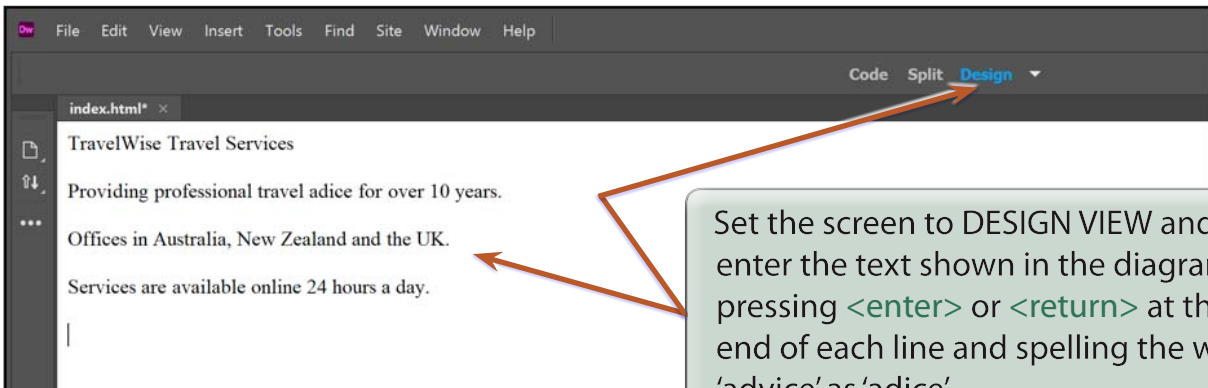 Dw File Edit View Insert Tools Find Site Window Help
Code Split Design
index.html* ×
TravelWise Travel Services
Providing professional travel adice for over 10 years.
Offices in Australia, New Zealand and the UK.
Services are available online 24 hours a day.
Set the screen to DESIGN VIEW and
enter the text shown in the
pressing <enter> or <return> at
end of each line and spelling the
'advice' as 'adice'